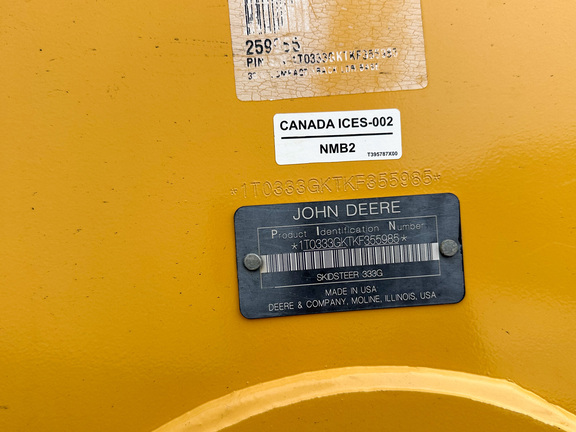 PIN
CANADA ICES-002
NMB2
T395787X00
*1T0333GKTKF355985*
JOHN DEERE
Product Identification Number
*1T0333GKTKF355985*
SKIDSTEER 333G
MADE IN USA
DEERE & COMPANY, MOLINE, ILLINOIS, USA